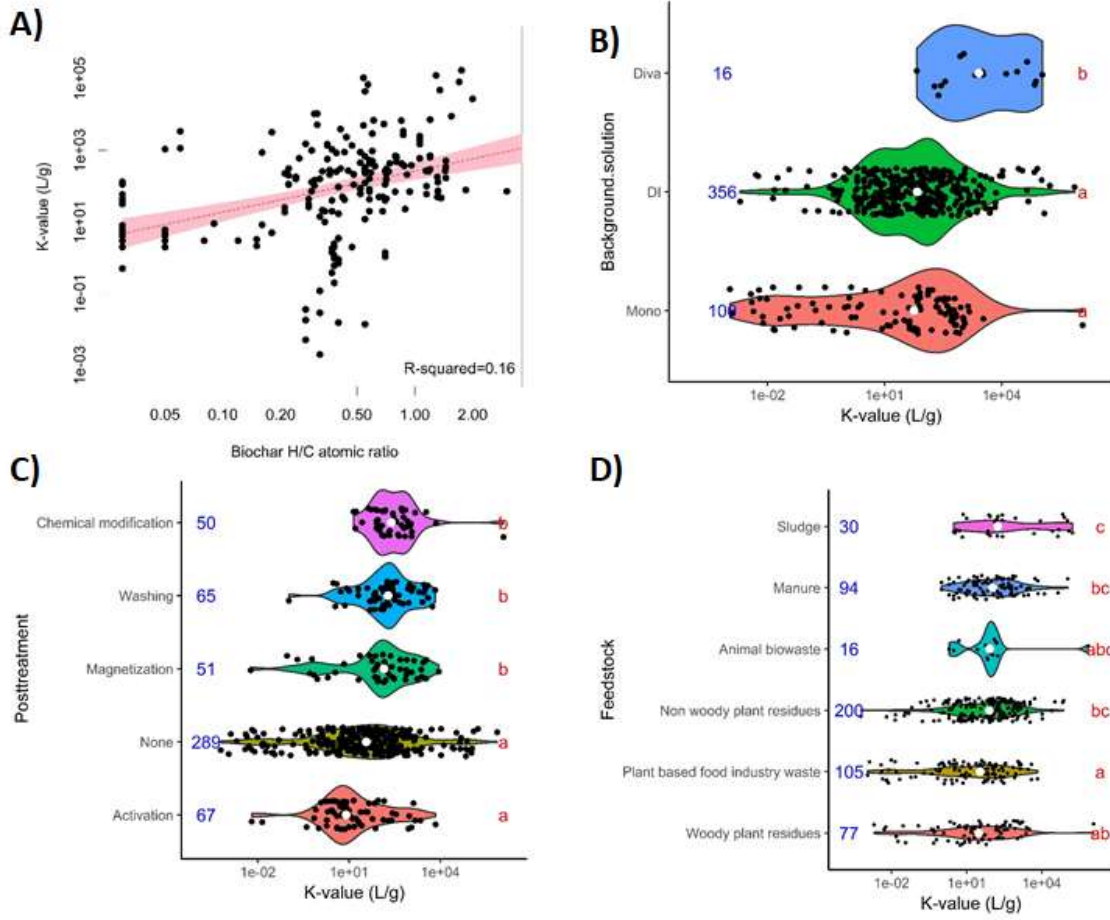 A)
K-value (L/g)
1e+05
1e+03
1e+01
1e-01
1e-03
R-squared=0.16
0.05 0.10 0.20 0.50 1.00 2.00
Biochar H/C atomic ratio
B)
Background.solution
Diva 16 b
DI 356 a
Mono a
1e-02 1e+01 1e+04
K-value (L/g)
C)
Posttreatment
Chemical modification 50 b
Washing 65 b
Magnetization 51 b
None 289 a
Activation 67 a
1e-02 1e+01 1e+04
K-value (L/g)
D)
Feedstock
Sludge 30 c
Manure 94 bc
Animal biowaste 16 abc
Non woody plant residues 200 bc
Plant based food industry waste 105 a
Woody plant residues 77 ab
1e-02 1e+01 1e+04
K-value (L/g)